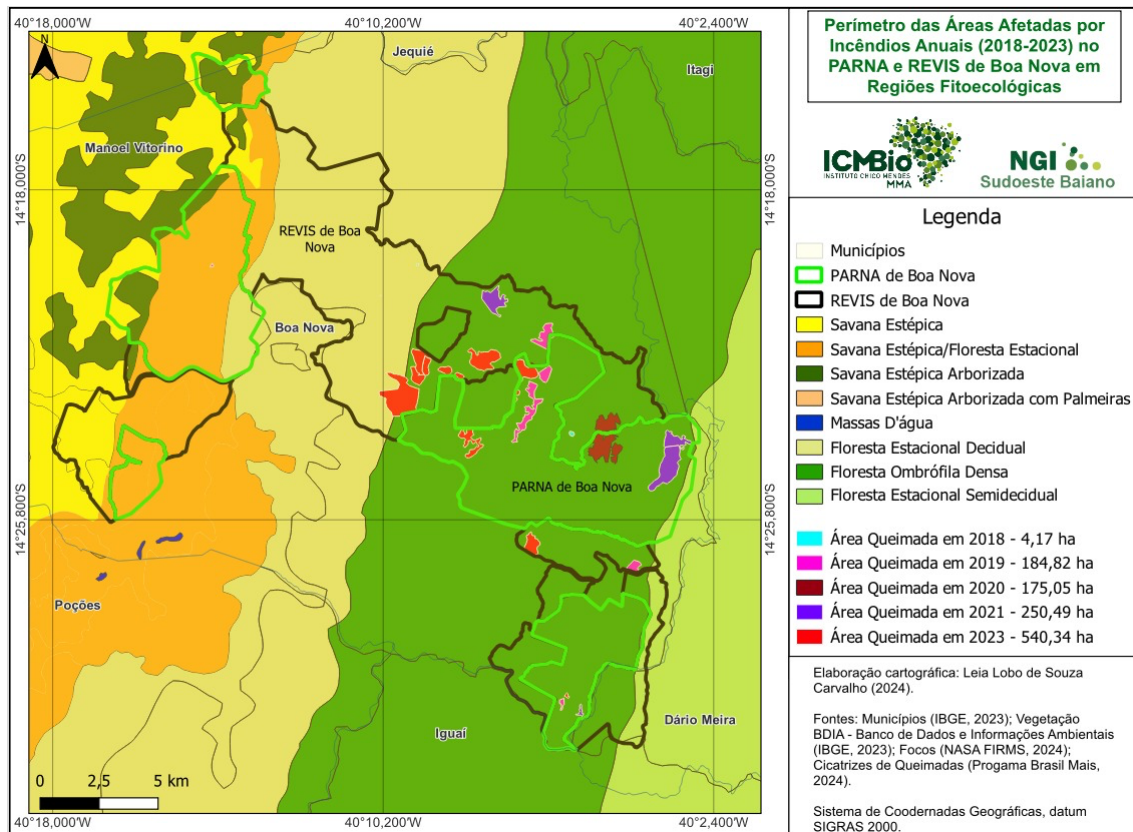 Perímetro das Áreas Afetadas por
Incêndios Anuais (2018-2023) no
PARNA e REVIS de Boa Nova em
Regiões Fitoecológicas
ICMBio
INSTITUTO CHICO MENDES
MMA
NGI
Sudoeste Baiano
Legenda
Municípios
PARNA de Boa Nova
REVIS de Boa Nova
Savana Estépica
Savana Estépica/Floresta Estacional
Savana Estépica Arborizada
Savana Estépica Arborizada com Palmeiras
Massas D'água
Floresta Estacional Decidual
Floresta Ombrófila Densa
Floresta Estacional Semidecidual
Área Queimada em 2018 - 4,17 ha
Área Queimada em 2019 - 184,82 ha
Área Queimada em 2020 - 175,05 ha
Área Queimada em 2021 - 250,49 ha
Área Queimada em 2023 - 540,34 ha
Elaboração cartográfica: Leia Lobo de Souza
Carvalho (2024).
Fontes: Municípios (IBGE, 2023); Vegetação
BDIA - Banco de Dados e Informações Ambientais
(IBGE, 2023); Focos (NASA FIRMS, 2024);
Cicatrizes de Queimadas (Progama Brasil Mais,
2024).
Sistema de Coodernadas Geográficas, datum
SIGRAS 2000.
40°18,000'W
40°10,200'W
40°2,400'W
N
Jequié
Itagi
Manoel Vitorino
14°18,000'S
14°18,000'S
REVIS de Boa
Nova
Boa Nova
PARNA de Boa Nova
14°25,800'S
14°25,800'S
Poções
Dário Meira
Iguaí
0
2,5
5 km
40°18,000'W
40°10,200'W
40°2,400'W